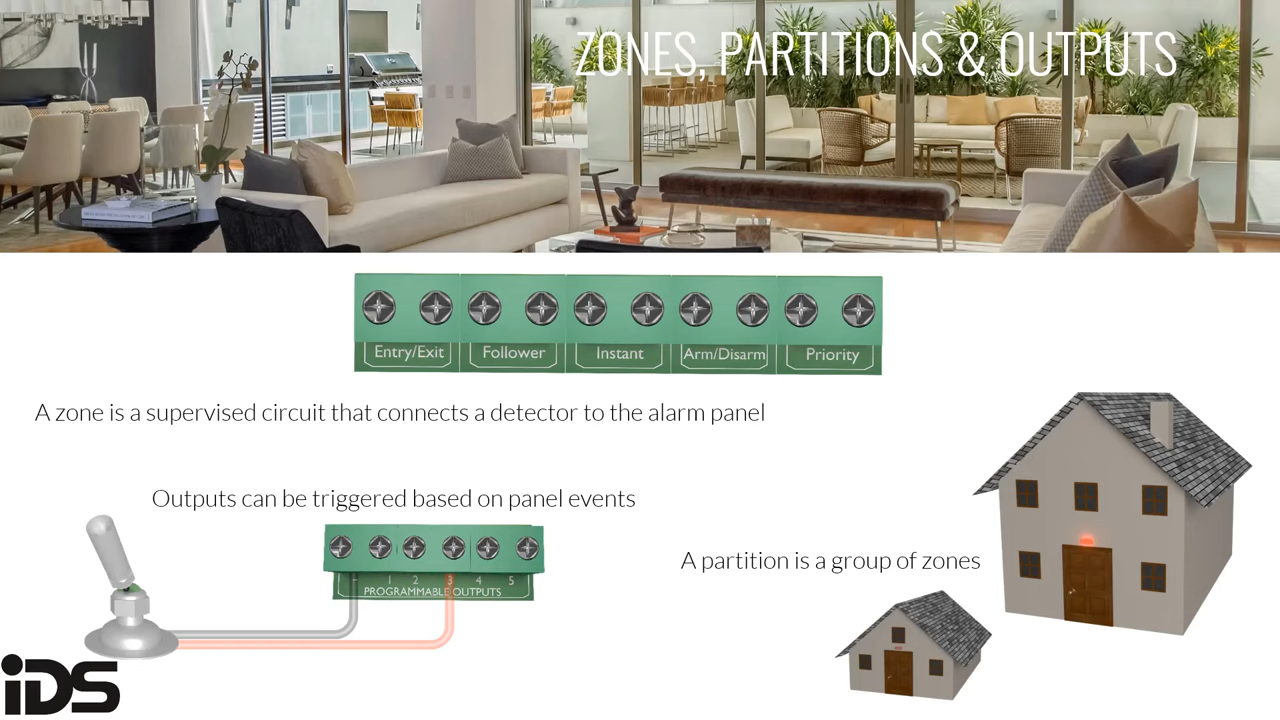 ZONES, PARTITIONS & OUTPUTS
Entry/Exit Follower Instant Arm/Disarm Priority
A zone is a supervised circuit that connects a detector to the alarm panel
Outputs can be triggered based on panel events
1 2 3 4 5
PROGRAMMABLE OUTPUTS
A partition is a group of zones
iDS